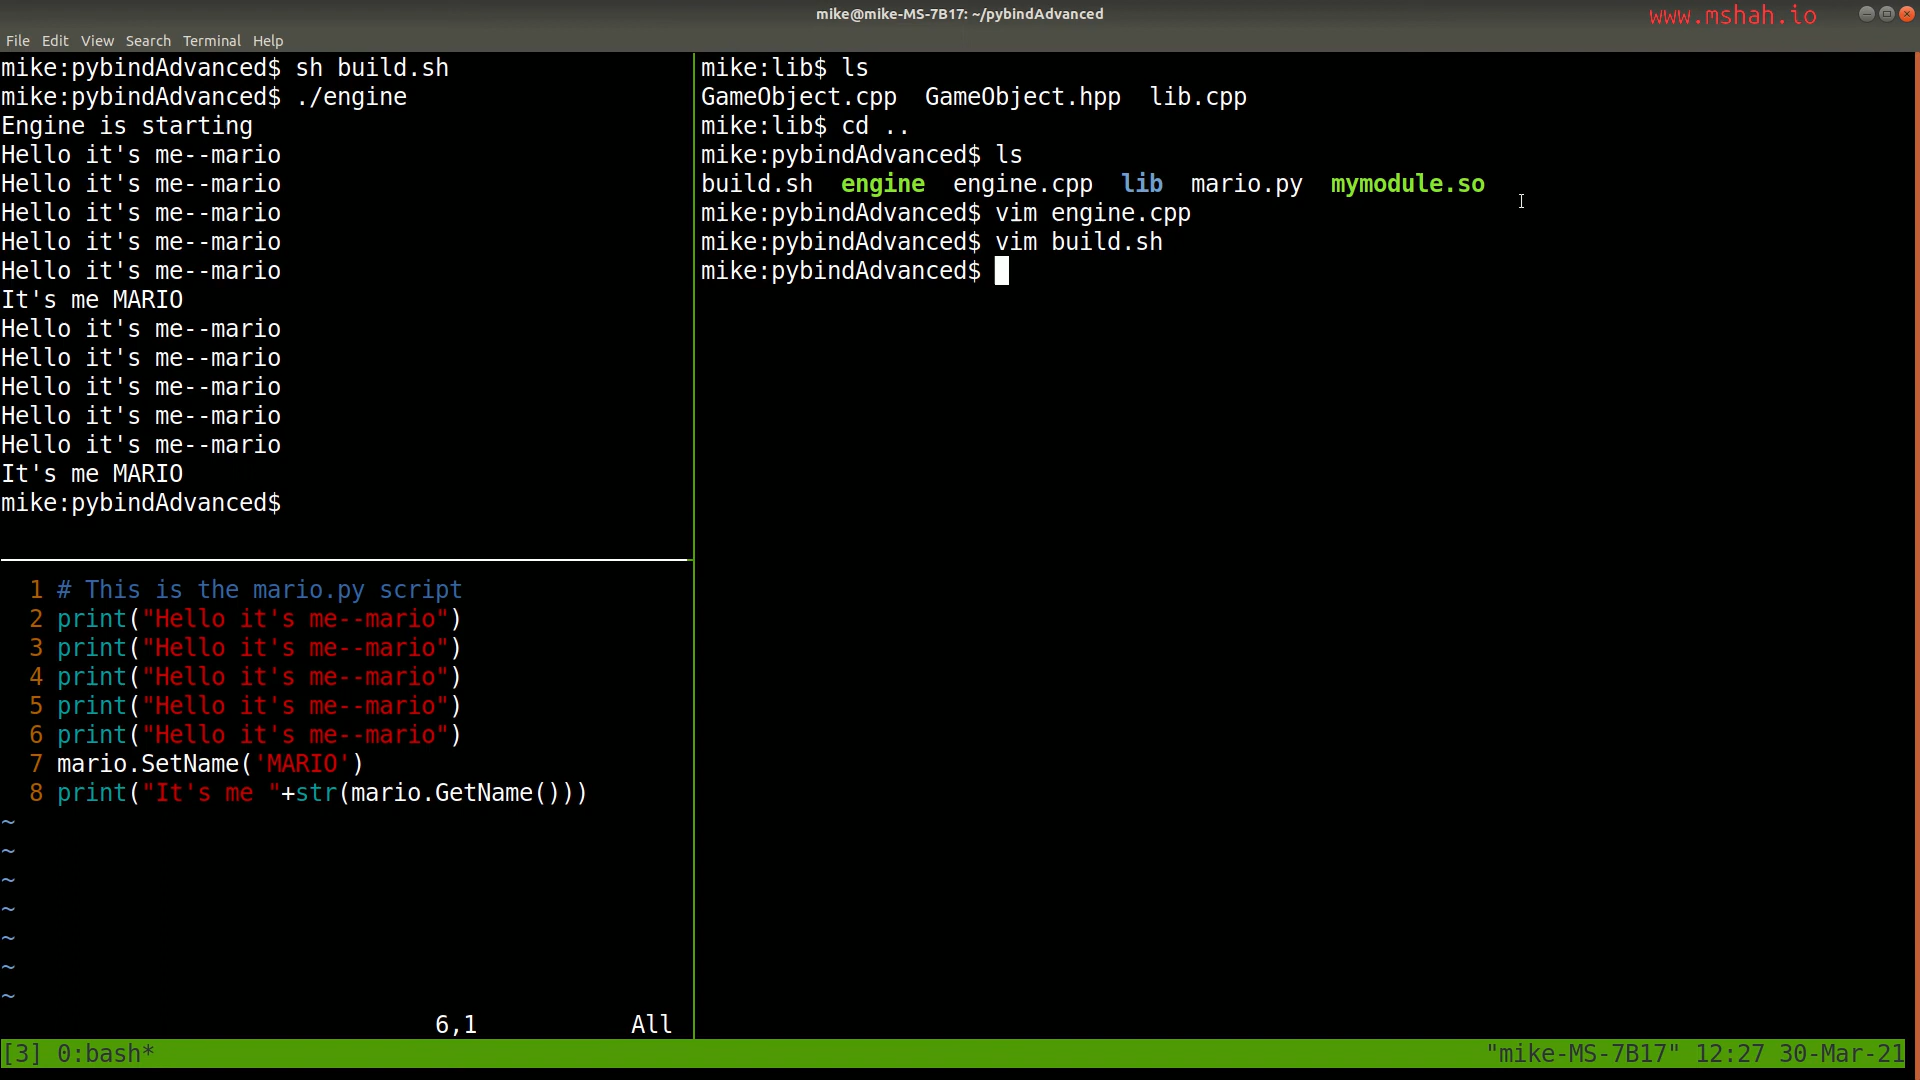 mike@mike-MS-7B17: ~/pybindAdvanced
www.mshah.io
File Edit View Search Terminal Help
mike:pybindAdvanced$ sh build.sh
mike:pybindAdvanced$ ./engine
Engine is starting
Hello it's me--mario
Hello it's me--mario
Hello it's me--mario
Hello it's me--mario
Hello it's me--mario
It's me MARIO
Hello it's me--mario
Hello it's me--mario
Hello it's me--mario
Hello it's me--mario
Hello it's me--mario
It's me MARIO
mike:pybindAdvanced$
1 # This is the mario.py script
2 print("Hello it's me--mario")
3 print("Hello it's me--mario")
4 print("Hello it's me--mario")
5 print("Hello it's me--mario")
6 print("Hello it's me--mario")
7 mario.SetName('MARIO')
8 print("It's me "+str(mario.GetName()))
~
~
~
~
~
~
~
6,1 All
mike:lib$ ls
GameObject.cpp GameObject.hpp lib.cpp
mike:lib$ cd ..
mike:pybindAdvanced$ ls
build.sh engine engine.cpp lib mario.py mymodule.so
mike:pybindAdvanced$ vim engine.cpp
mike:pybindAdvanced$ vim build.sh
mike:pybindAdvanced$
[3] 0:bash* "mike-MS-7B17" 12:27 30-Mar-21